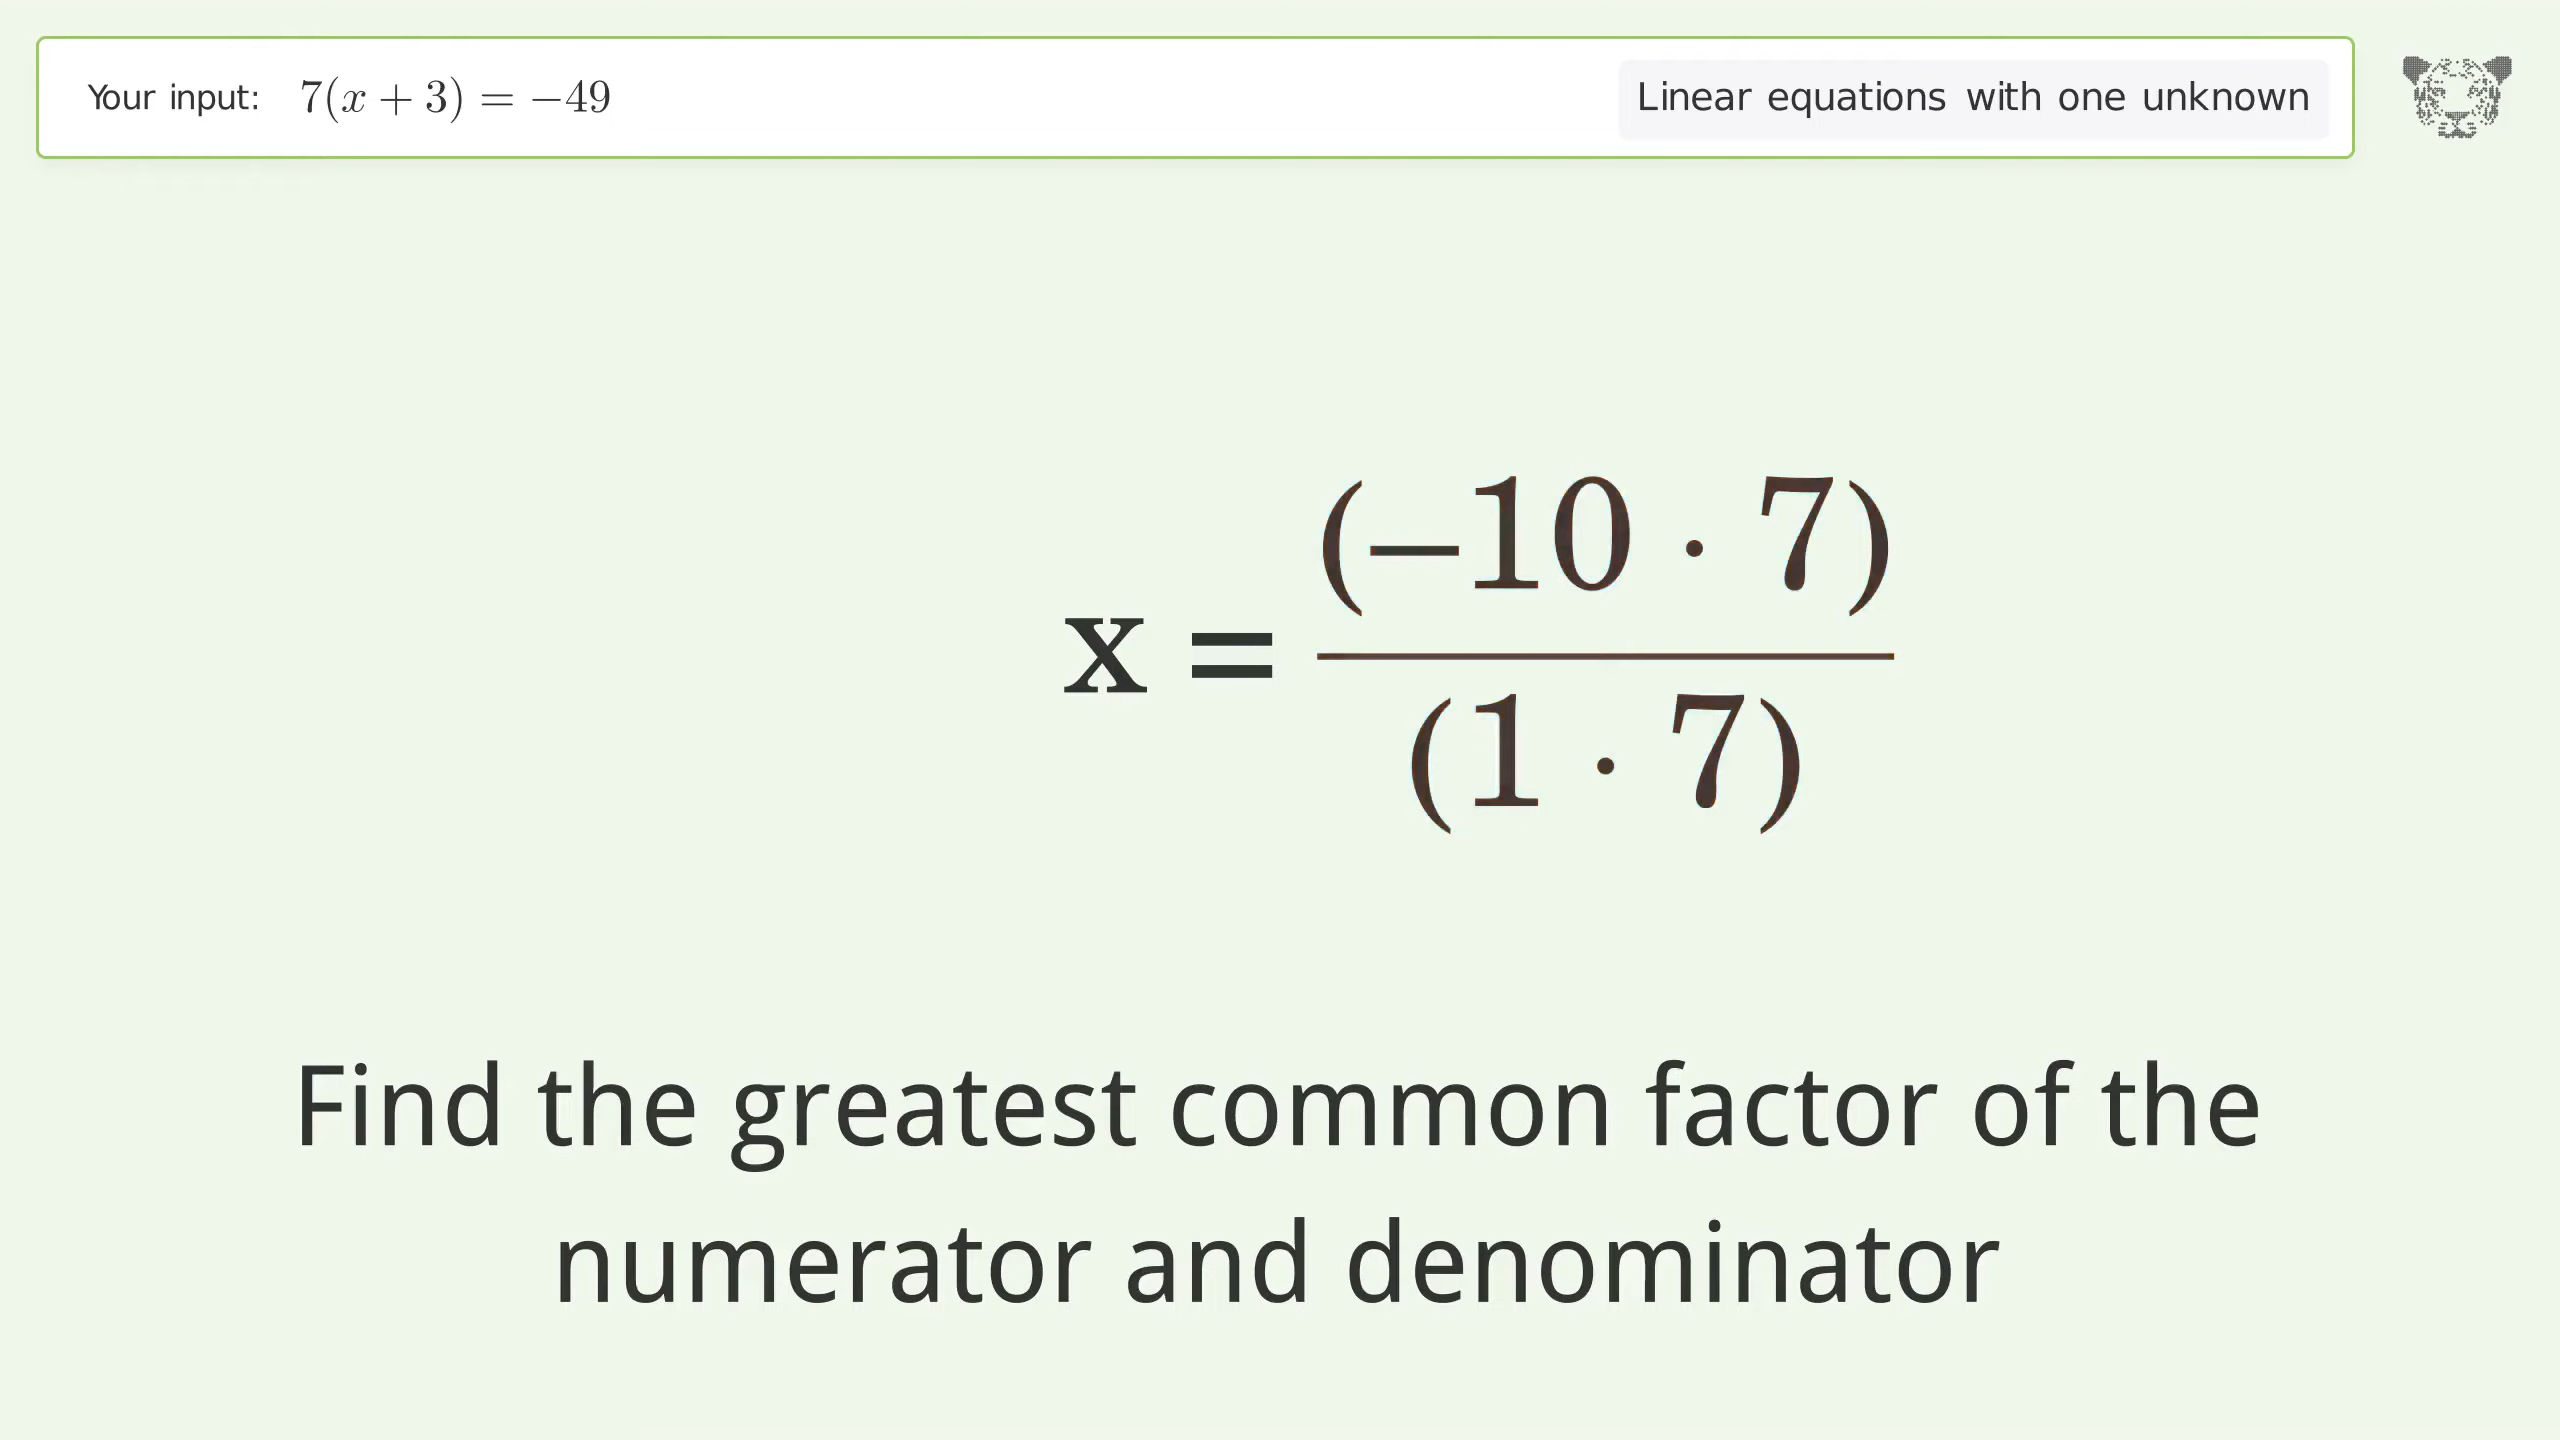 Your input: 7(x + 3) = −49
Linear equations with one unknown
x = (−10 · 7) / (1 · 7)
Find the greatest common factor of the
numerator and denominator